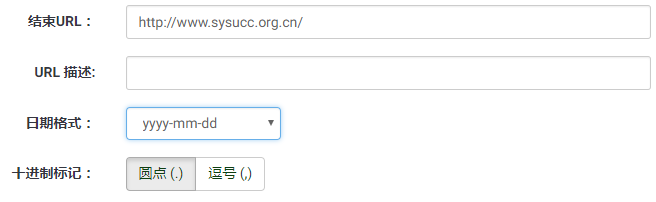 结束URL： http://www.sysucc.org.cn/
URL 描述:
日期格式： yyyy-mm-dd
十进制标记： 圆点 (.) 逗号 (,)